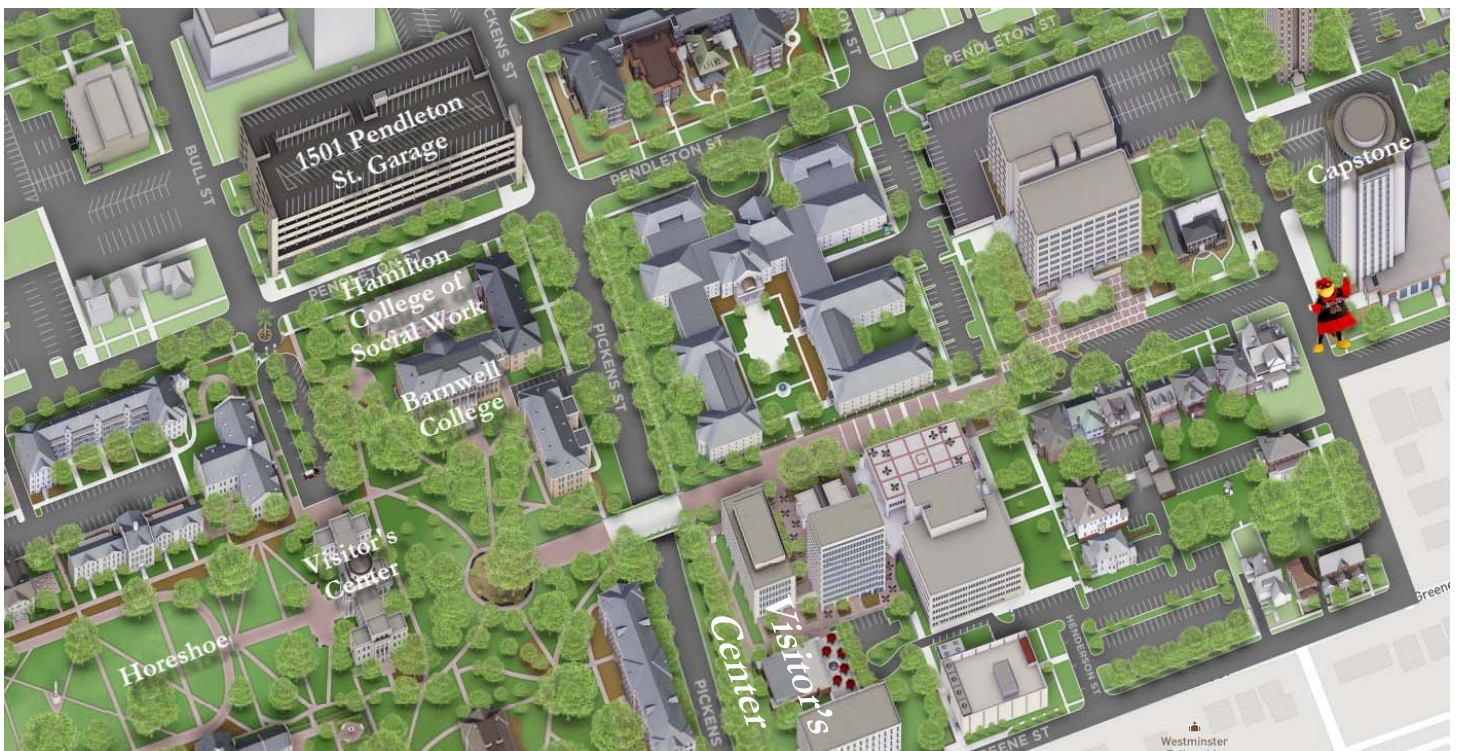 PICKENS ST
PENDLETON ST
1501 Pendleton
St. Garage
Capstone
BULL ST
PENDLETON ST
PENDLETON ST
Hamilton
College of
Social Work
PICKENS ST
Barnwell
College
Visitor's
Center
Horeshoe
Visitor's
Center
PICKENS
HENDERSON ST
Greene
GREENE ST
Westminster